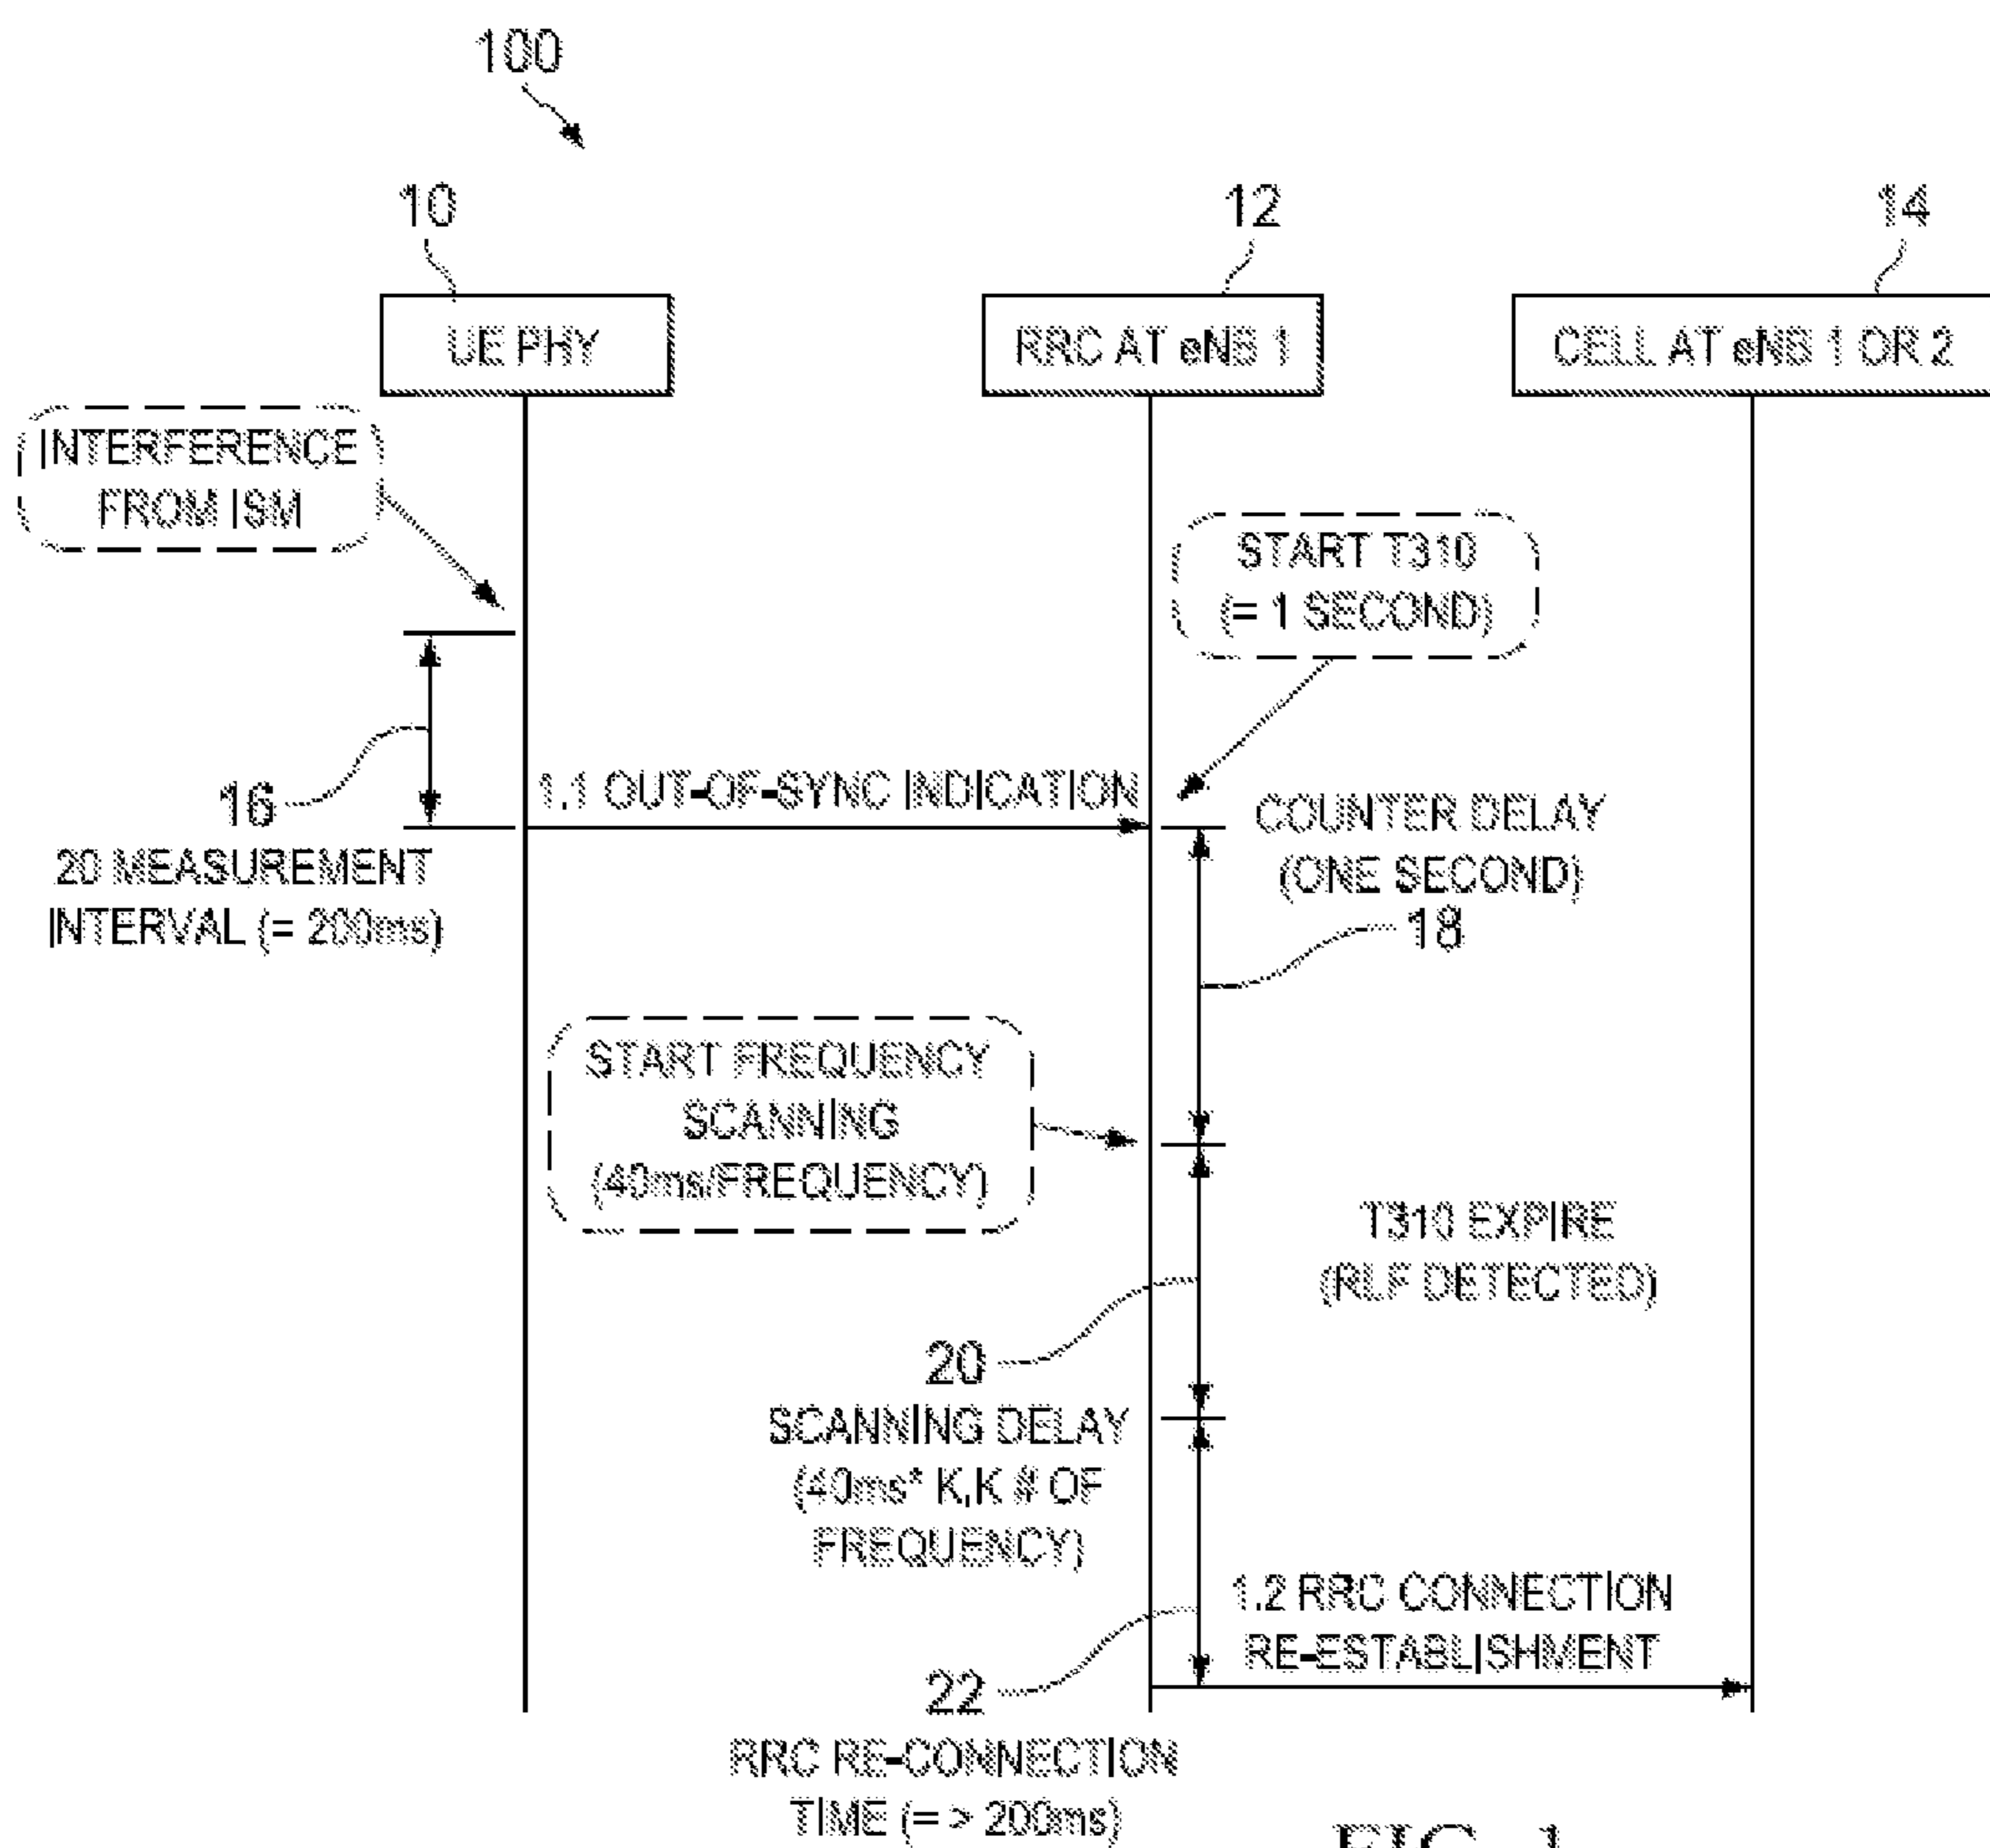 100
10
12
14
UE PHY
RRC AT eNB 1
CELL AT eNB 1 OR 2
INTERFERENCE
FROM ISM
START T310
(= 1 SECOND)
16
20 MEASUREMENT
INTERVAL (= 200ms)
1.1 OUT-OF-SYNC INDICATION
COUNTER DELAY
(ONE SECOND)
18
START FREQUENCY
SCANNING
(40ms/FREQUENCY)
T310 EXPIRE
(RLF DETECTED)
20
SCANNING DELAY
(40ms* K,K # OF
FREQUENCY)
1.2 RRC CONNECTION
RE-ESTABLISHMENT
22
RRC RE-CONNECTION
TIME (= > 200ms)
FIG. 1